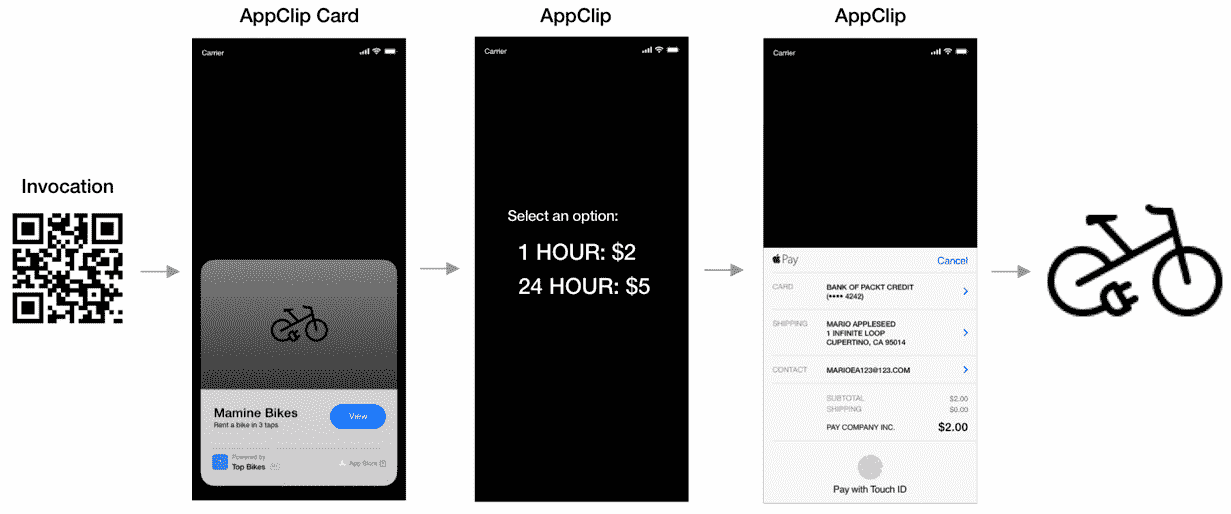 Invocation
AppClip Card
Carrier
Mamine Bikes
Rent a bike in 3 taps
View
Powered by
Top Bikes
App Store
AppClip
Carrier
Select an option:
1 HOUR: $2
24 HOUR: $5
AppClip
Carrier
Pay
Cancel
CARD
BANK OF PACKT CREDIT
(•••• 4242)
SHIPPING
MARIO APPLESEED
1 INFINITE LOOP
CUPERTINO, CA 95014
CONTACT
MARIOEA123@123.COM
SUBTOTAL $2.00
SHIPPING $0.00
PAY COMPANY INC. $2.00
Pay with Touch ID